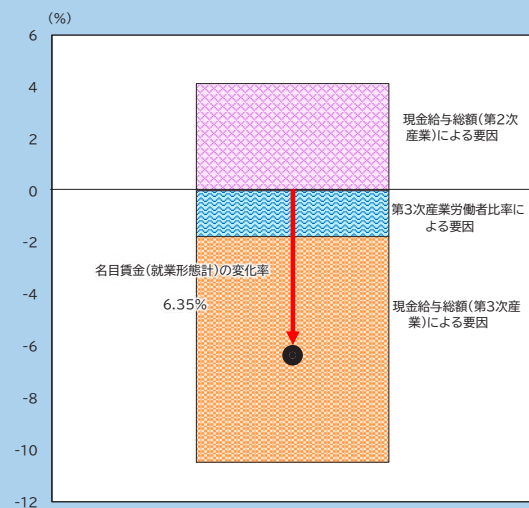 (%)
6
4
2
0
-2
-4
-6
-8
-10
-12
現金給与総額(第2次
産業)による要因
第3次産業労働者比率に
よる要因
名目賃金(就業形態計)の変化率
6.35%
現金給与総額(第3次産
業)による要因